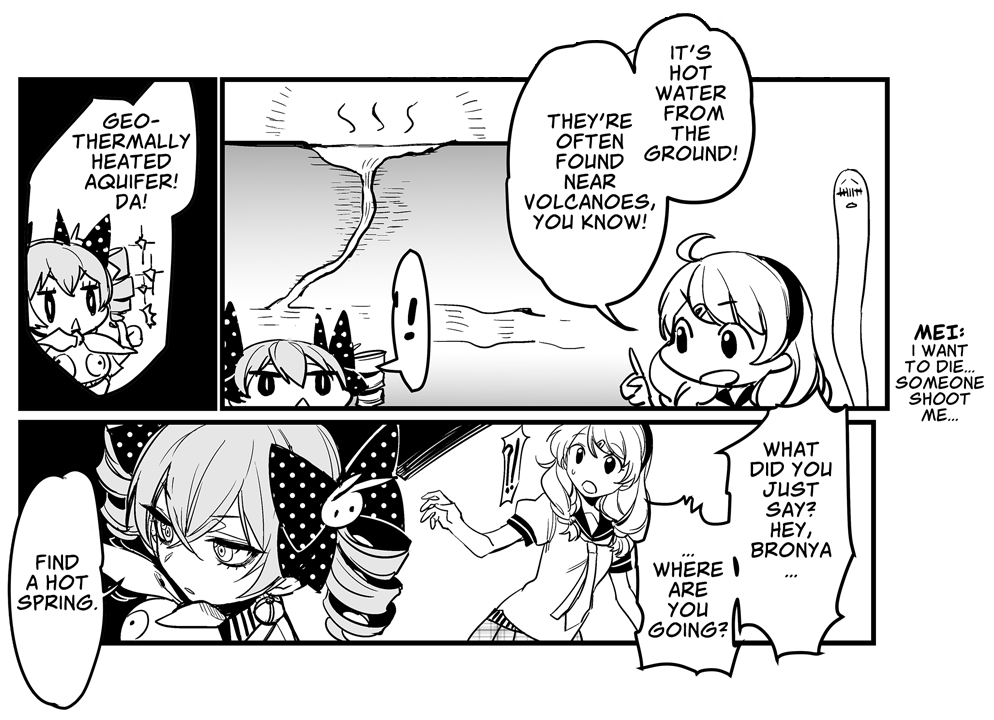 IT'S
HOT
WATER
FROM
THE
GROUND!
THEY'RE
OFTEN
FOUND
NEAR
VOLCANOES,
YOU KNOW!
!!
MEI:
I WANT
TO DIE...
SOMEONE
SHOOT
ME...
GEO-
THERMALLY
HEATED
AQUIFER!
DA!
WHAT
DID YOU
JUST
SAY?
HEY,
BRONYA
...
...
WHERE
ARE
YOU
GOING?
?!
FIND
A HOT
SPRING.